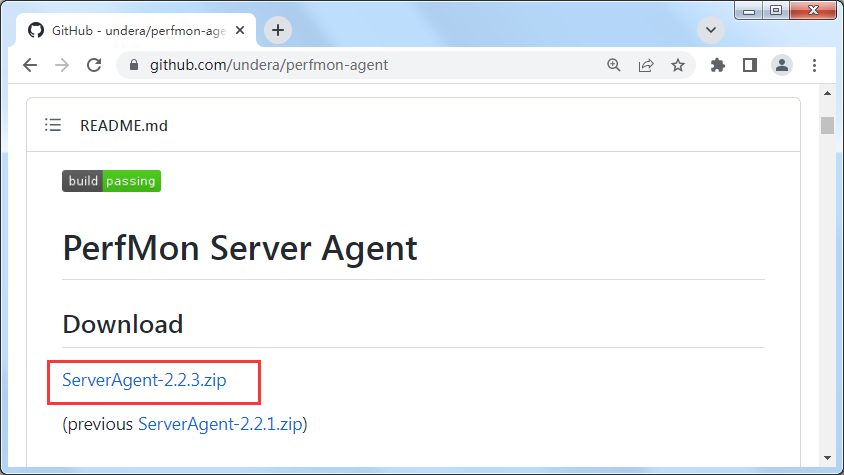 GitHub - undera/perfmon-age
github.com/undera/perfmon-agent
README.md
build passing
PerfMon Server Agent
Download
ServerAgent-2.2.3.zip
(previous ServerAgent-2.2.1.zip)